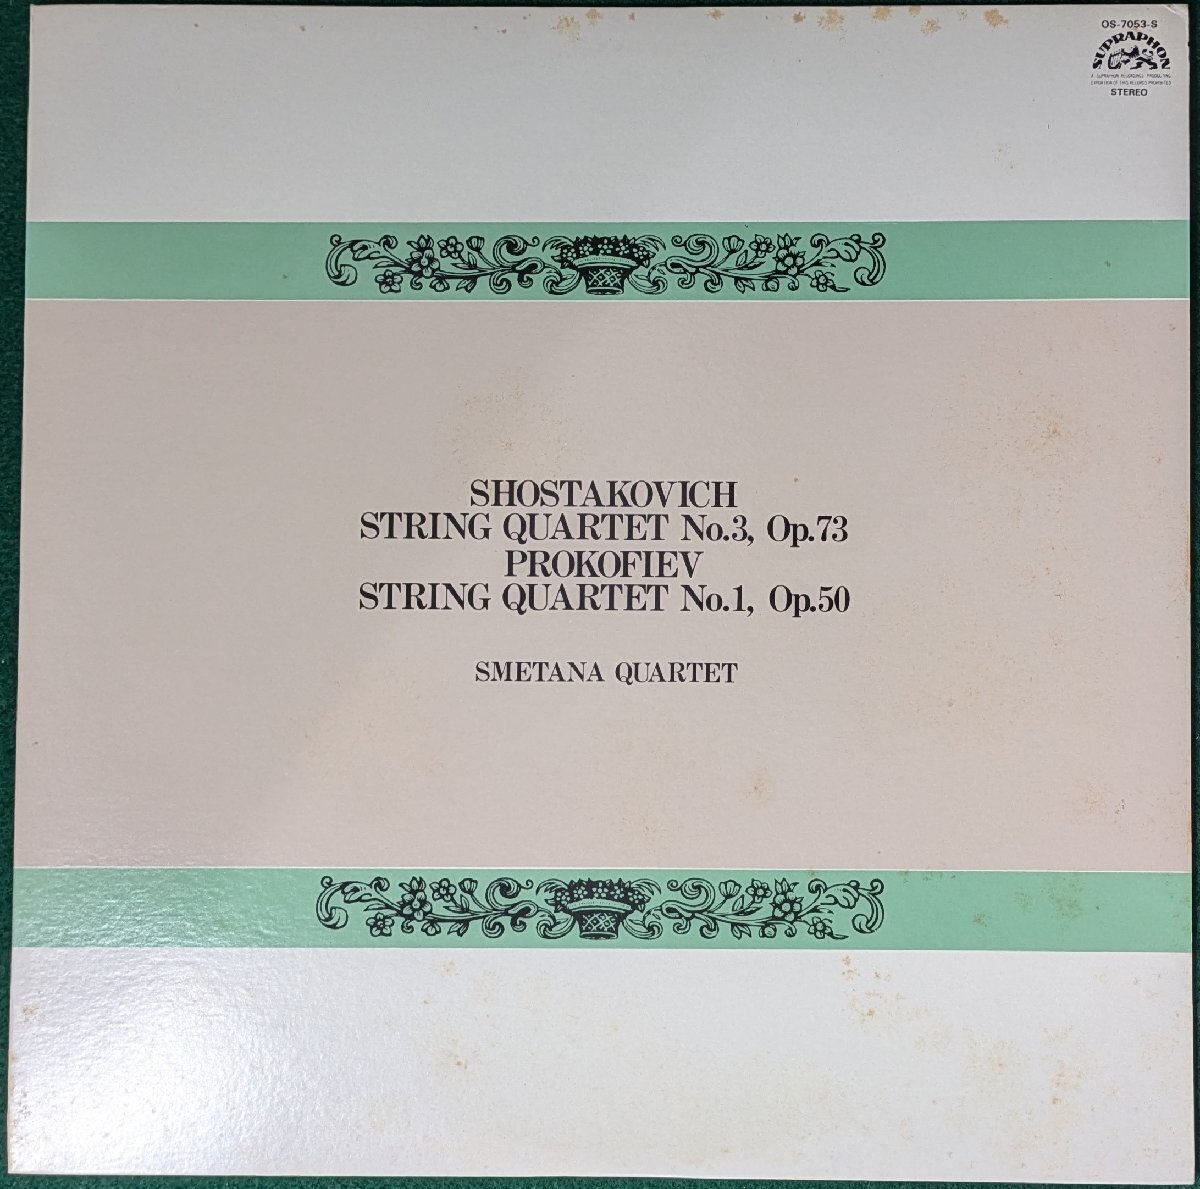 OS-7053-S
SUPRAPHON
STEREO
SHOSTAKOVICH
STRING QUARTET No.3, Op.73
PROKOFIEV
STRING QUARTET No.1, Op.50
SMETANA QUARTET